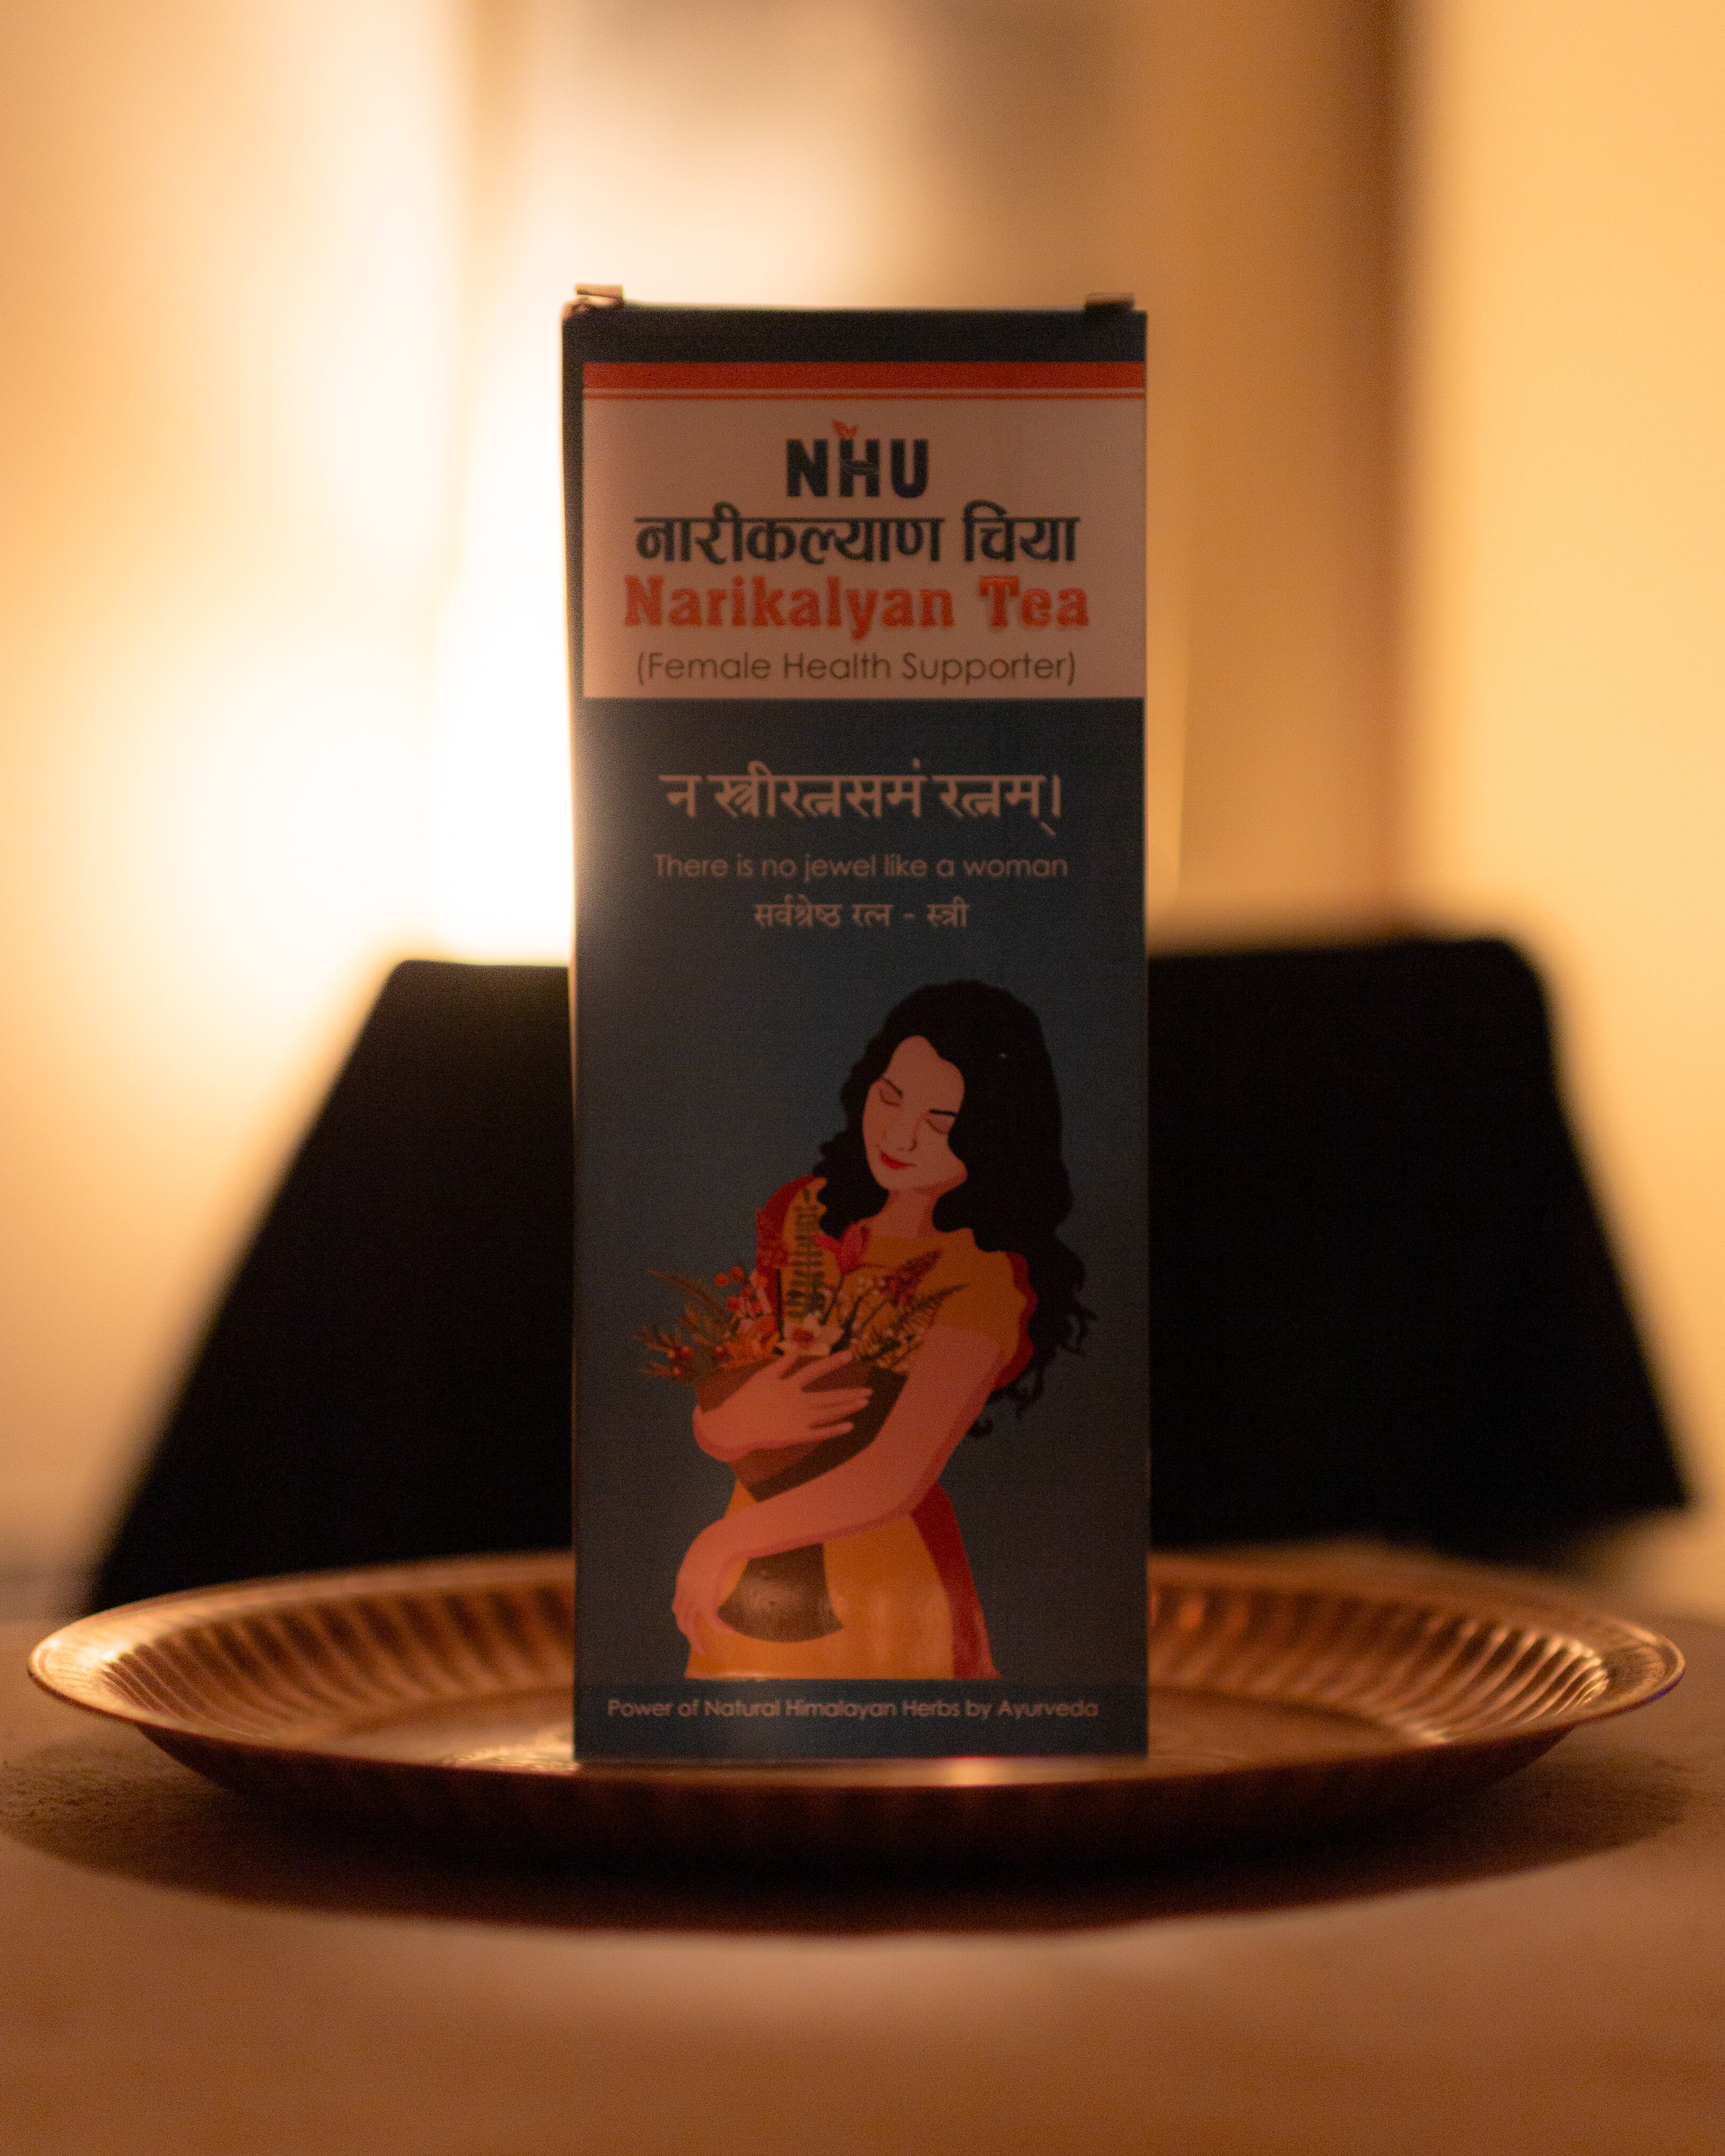 NHU
नारीकल्याण चिया
Narikalyan Tea
(Female Health Supporter)
न स्त्रीरत्नसमं रत्नम्।
There is no jewel like a woman
सर्वश्रेष्ठ रत्न - स्त्री
Power of Natural Himalayan Herbs by Ayurveda